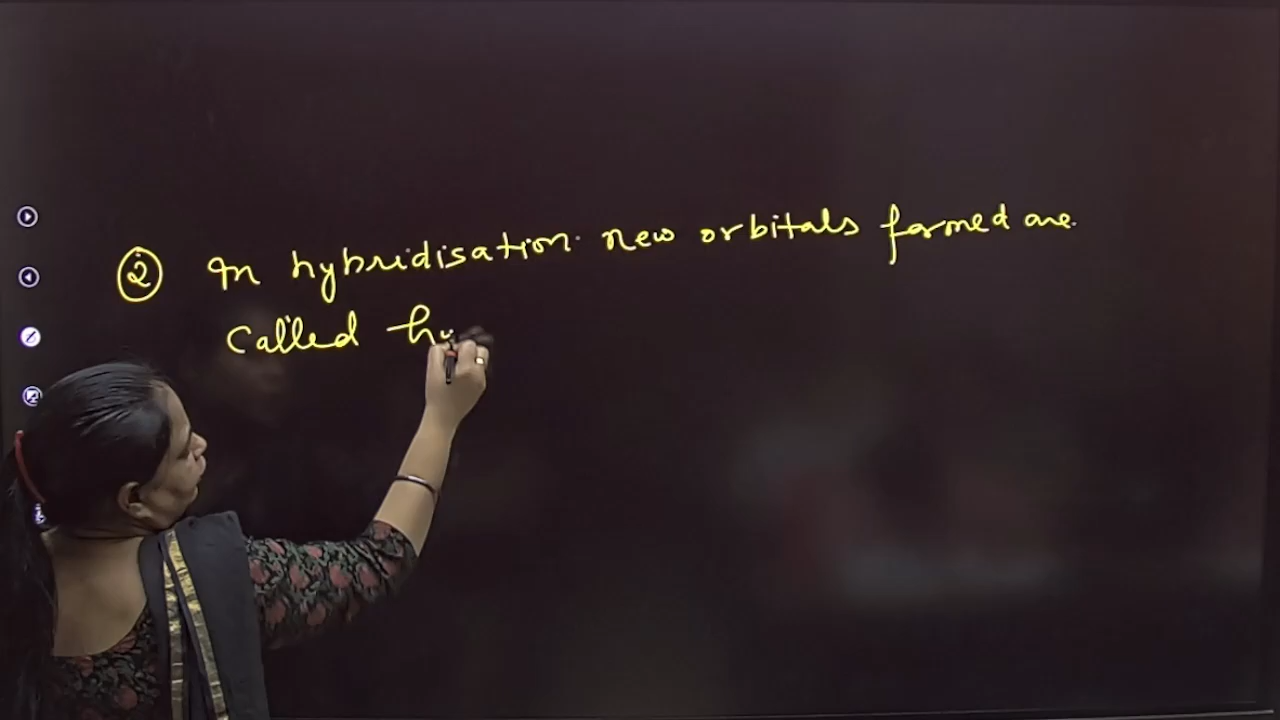 ② In hybridisation new orbitals formed are
Called